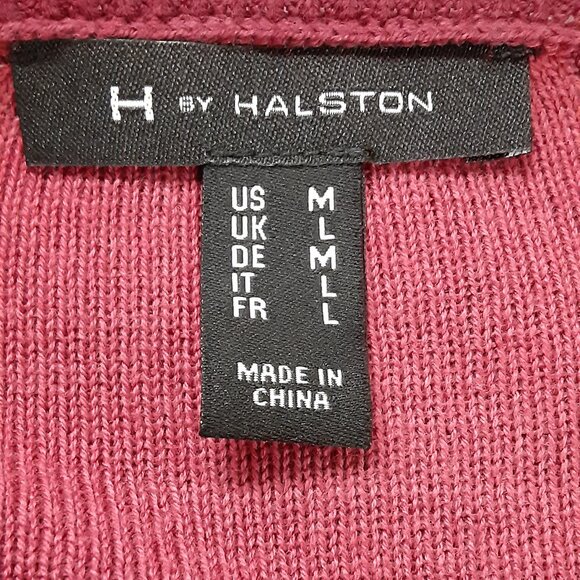 H BY HALSTON
US M
UK L
DE M
IT L
FR L
MADE IN
CHINA